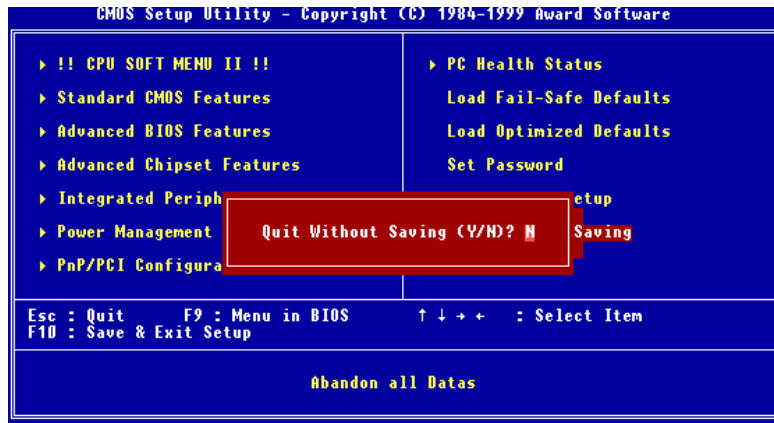 CMOS Setup Utility - Copyright (C) 1984-1999 Award Software
!! CPU SOFT MENU II !!
Standard CMOS Features
Advanced BIOS Features
Advanced Chipset Features
Integrated Periph
Power Management
PnP/PCI Configura
PC Health Status
Load Fail-Safe Defaults
Load Optimized Defaults
Set Password
etup
Saving
Quit Without Saving (Y/N)? N
Esc : Quit F9 : Menu in BIOS ↑ ↓ → ← : Select Item
F10 : Save & Exit Setup
Abandon all Datas